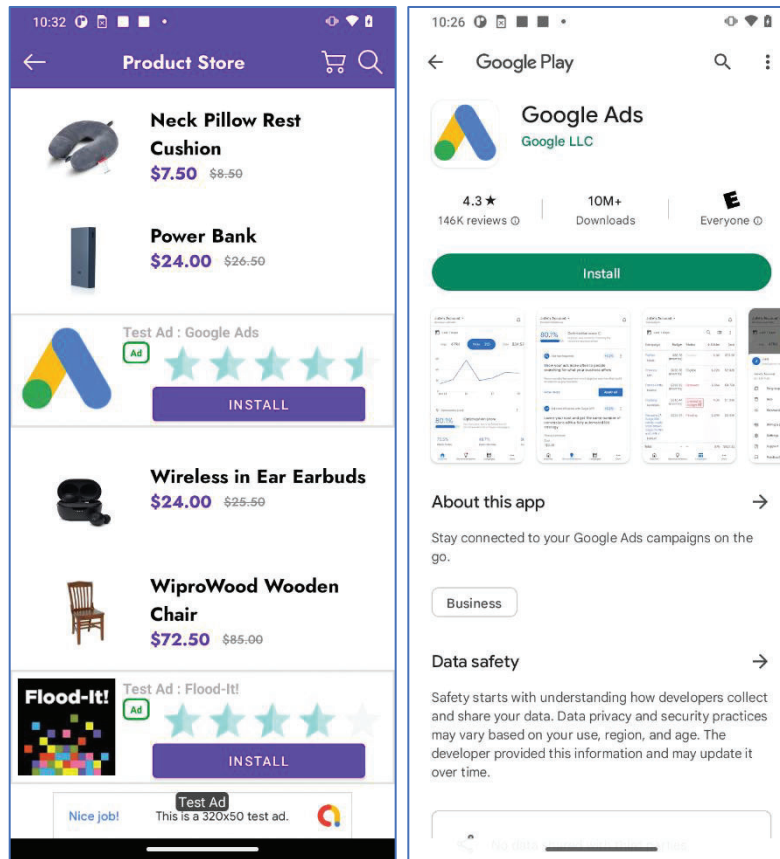 10:32
Product Store
Neck Pillow Rest
Cushion
$7.50 $8.50
Power Bank
$24.00 $26.50
Test Ad : Google Ads
Ad
INSTALL
Wireless in Ear Earbuds
$24.00 $25.50
WiproWood Wooden
Chair
$72.50 $85.00
Flood-It!
Test Ad : Flood-It!
Ad
INSTALL
Test Ad
Nice job!
This is a 320x50 test ad.
10:26
Google Play
Google Ads
Google LLC
4.3★
146K reviews
10M+
Downloads
E
Everyone
Install
80.1%
80.1%
About this app
Stay connected to your Google Ads campaigns on the
go.
Business
Data safety
Safety starts with understanding how developers collect
and share your data. Data privacy and security practices
may vary based on your use, region, and age. The
developer provided this information and may update it
over time.